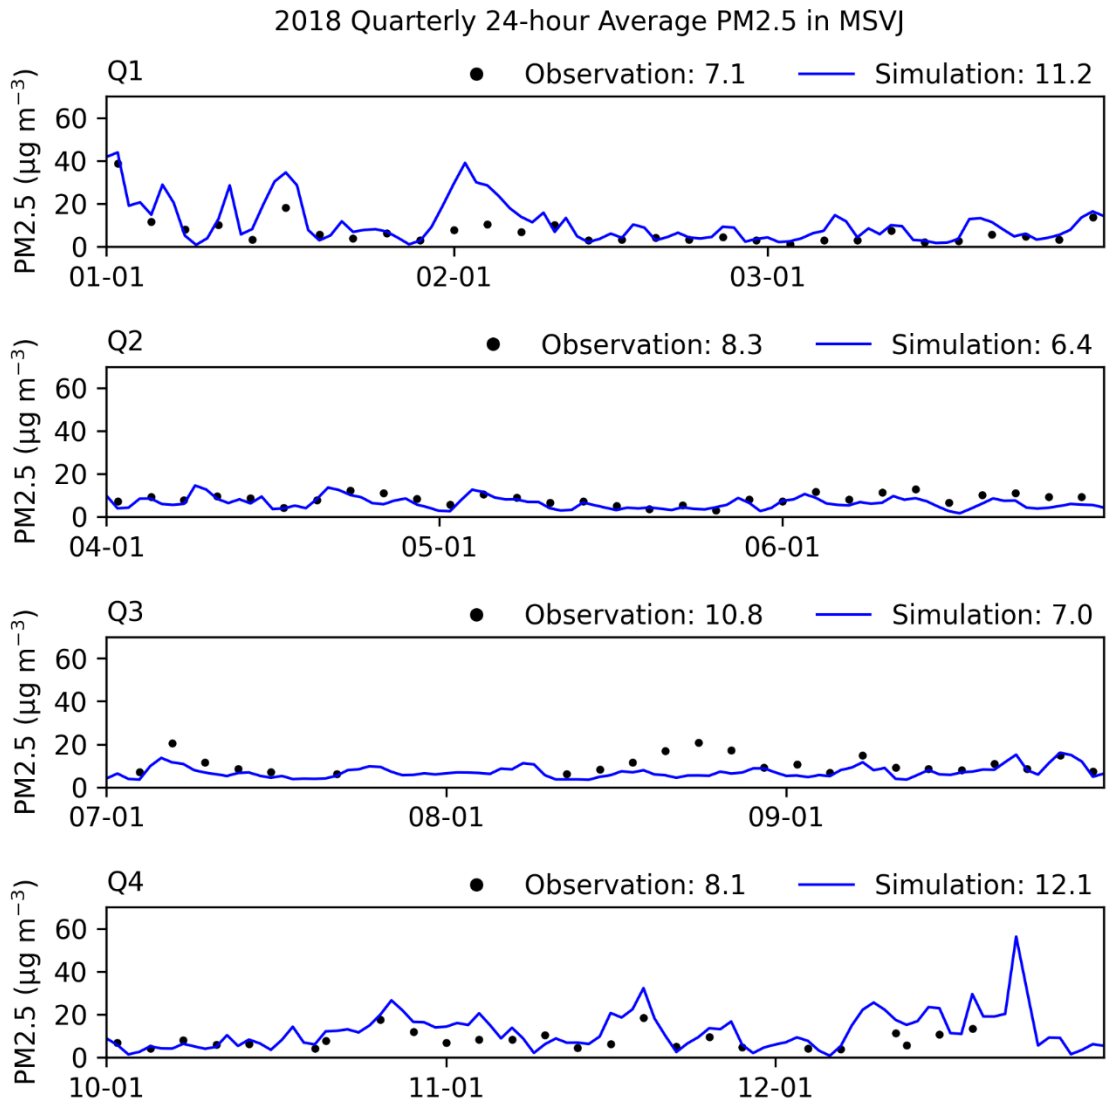 2018 Quarterly 24-hour Average PM2.5 in MSVJ
Q1 Observation: 7.1 Simulation: 11.2
PM2.5 (μg m⁻³)
60
40
20
0
01-01 02-01 03-01
Q2 Observation: 8.3 Simulation: 6.4
PM2.5 (μg m⁻³)
60
40
20
0
04-01 05-01 06-01
Q3 Observation: 10.8 Simulation: 7.0
PM2.5 (μg m⁻³)
60
40
20
0
07-01 08-01 09-01
Q4 Observation: 8.1 Simulation: 12.1
PM2.5 (μg m⁻³)
60
40
20
0
10-01 11-01 12-01